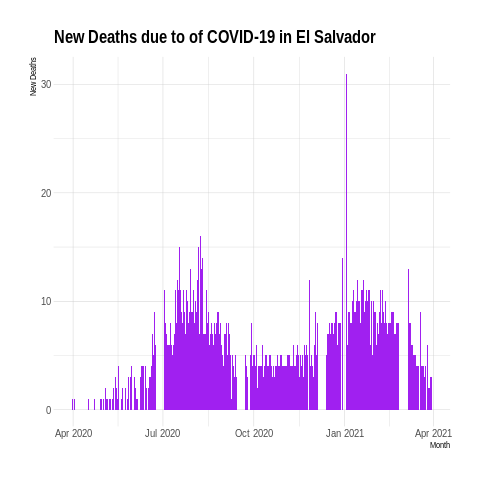 New Deaths due to of COVID-19 in El Salvador
New Deaths
30
20
10
0
Apr 2020 Jul 2020 Oct 2020 Jan 2021 Apr 2021
Month